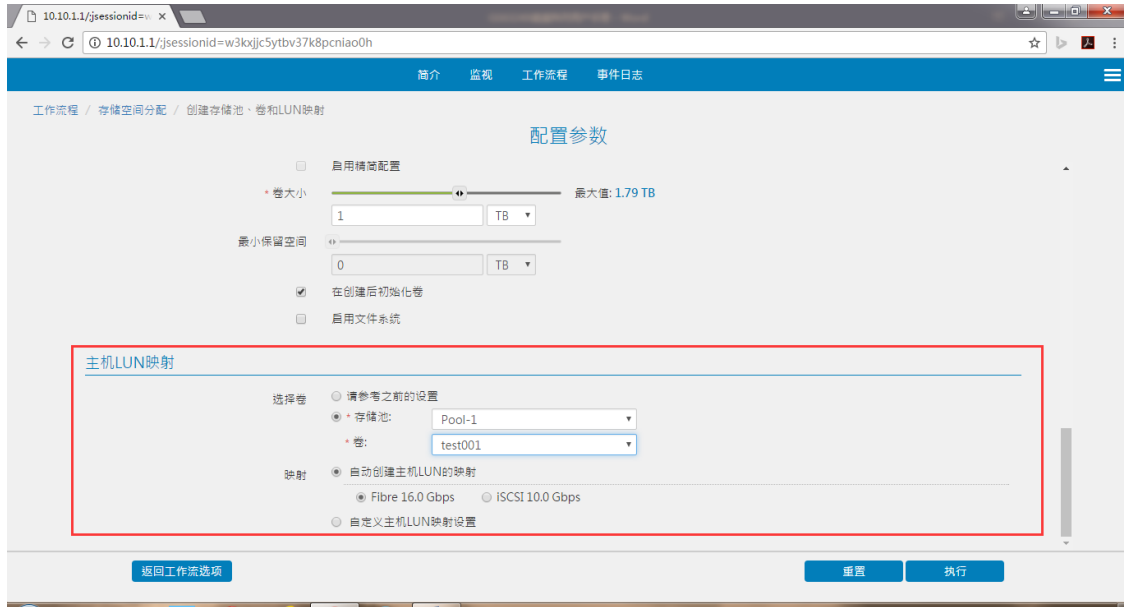 10.10.1.1/;jsessionid=w
10.10.1.1/;jsessionid=w3kxjjc5ytbv37k8pcniao0h
简介 监视 工作流程 事件日志
工作流程 / 存储空间分配 / 创建存储池、卷和LUN映射
配置参数
启用精简配置
* 卷大小 最大值: 1.79 TB
1 TB
最小保留空间
0 TB
在创建后初始化卷
启用文件系统
主机LUN映射
选择卷 请参考之前的设置
* 存储池: Pool-1
* 卷: test001
映射 自动创建主机LUN的映射
Fibre 16.0 Gbps iSCSI 10.0 Gbps
自定义主机LUN映射设置
返回工作流选项 重置 执行